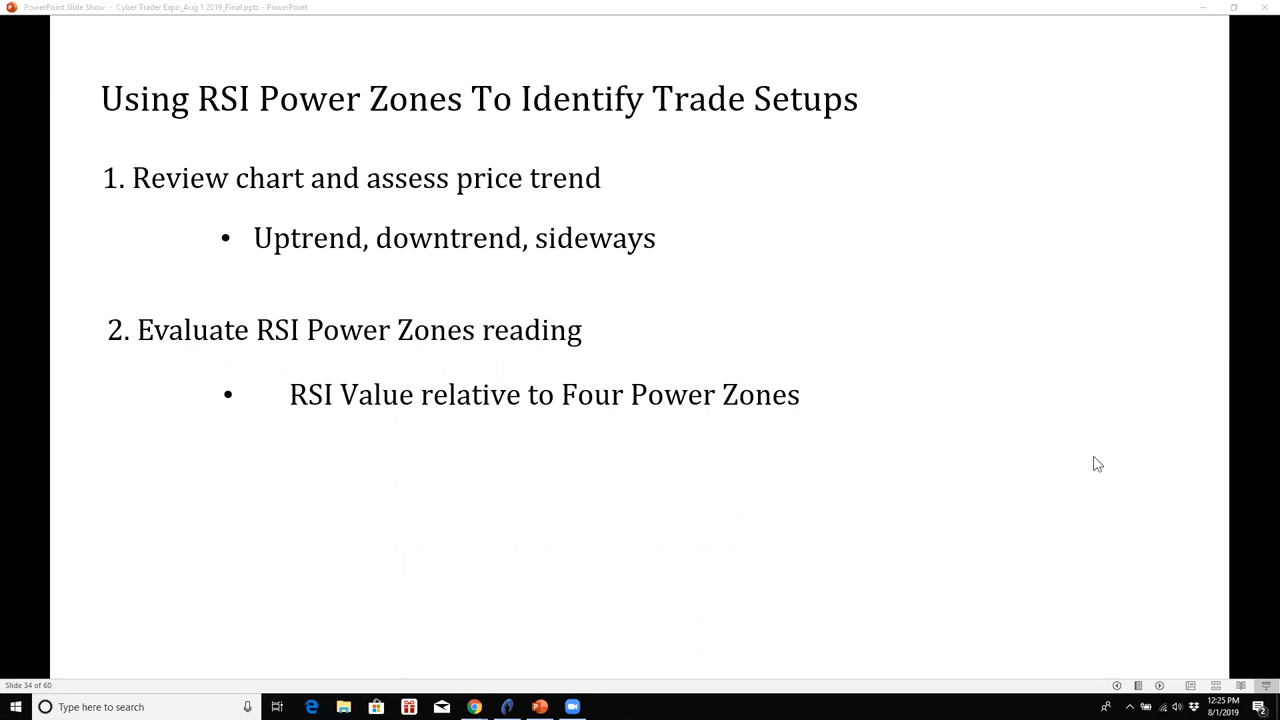 PowerPoint Slide Show - Cyber Trader Expo_Aug 1 2019_Final.pptx - PowerPoint
Using RSI Power Zones To Identify Trade Setups
1. Review chart and assess price trend
• Uptrend, downtrend, sideways
2. Evaluate RSI Power Zones reading
• RSI Value relative to Four Power Zones
Slide 34 of 60
Type here to search
12:25 PM
8/1/2019
2